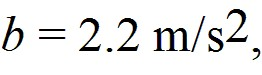 b = 2.2 m/s²,